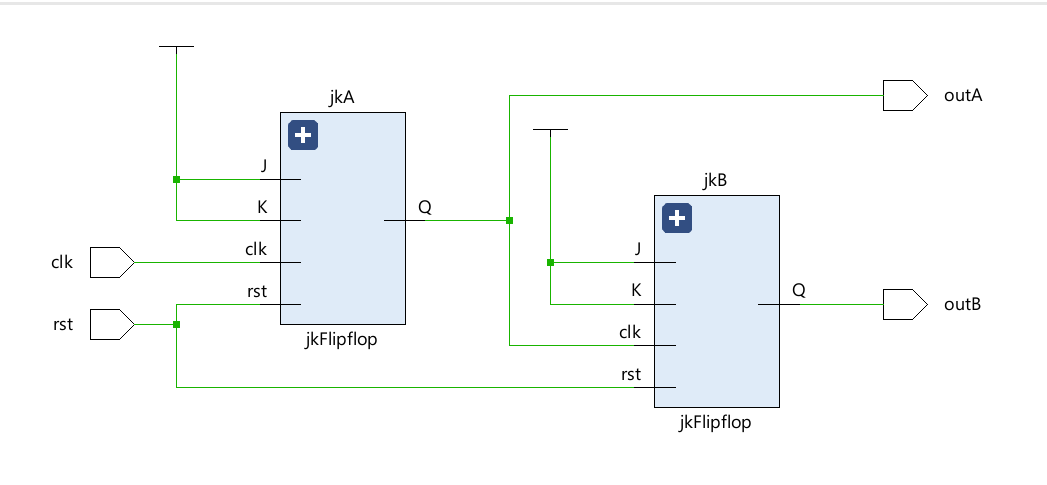 jkA
J
K
clk
rst
Q
jkFlipflop
clk
rst
outA
jkB
J
K
clk
rst
Q
jkFlipflop
outB